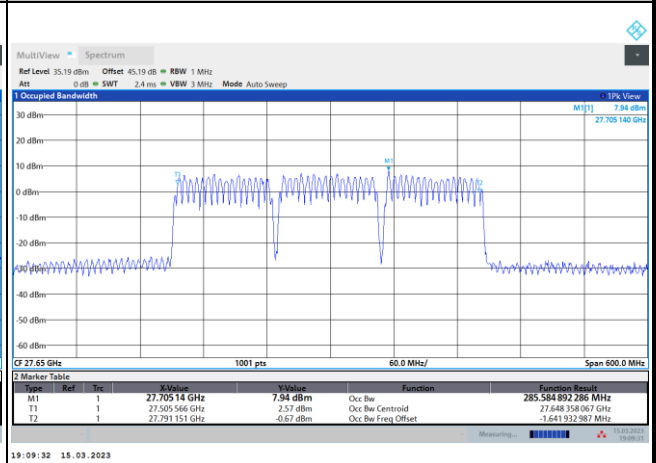 MultiView Spectrum
Ref Level 35.19 dBm Offset 45.19 dB RBW 1 MHz
Att 0 dB SWT 2.4 ms VBW 3 MHz Mode Auto Sweep
1 Occupied Bandwidth 1Pk View
M1[1] 7.94 dBm
27.705 140 GHz
30 dBm
20 dBm
10 dBm
M1
T1
T2
0 dBm
-10 dBm
-20 dBm
-30 dBm
-40 dBm
-50 dBm
-60 dBm
CF 27.65 GHz 1001 pts 60.0 MHz/ Span 600.0 MHz
2 Marker Table
Type Ref Trc X-Value Y-Value Function Function Result
M1 1 27.705 14 GHz 7.94 dBm Occ Bw 285.584 892 286 MHz
T1 1 27.505 566 GHz 2.57 dBm Occ Bw Centroid 27.648 358 067 GHz
T2 1 27.791 151 GHz -0.67 dBm Occ Bw Freq Offset -1.641 932 987 MHz
Measuring... 15.03.2023
19:09:31
19:09:32 15.03.2023